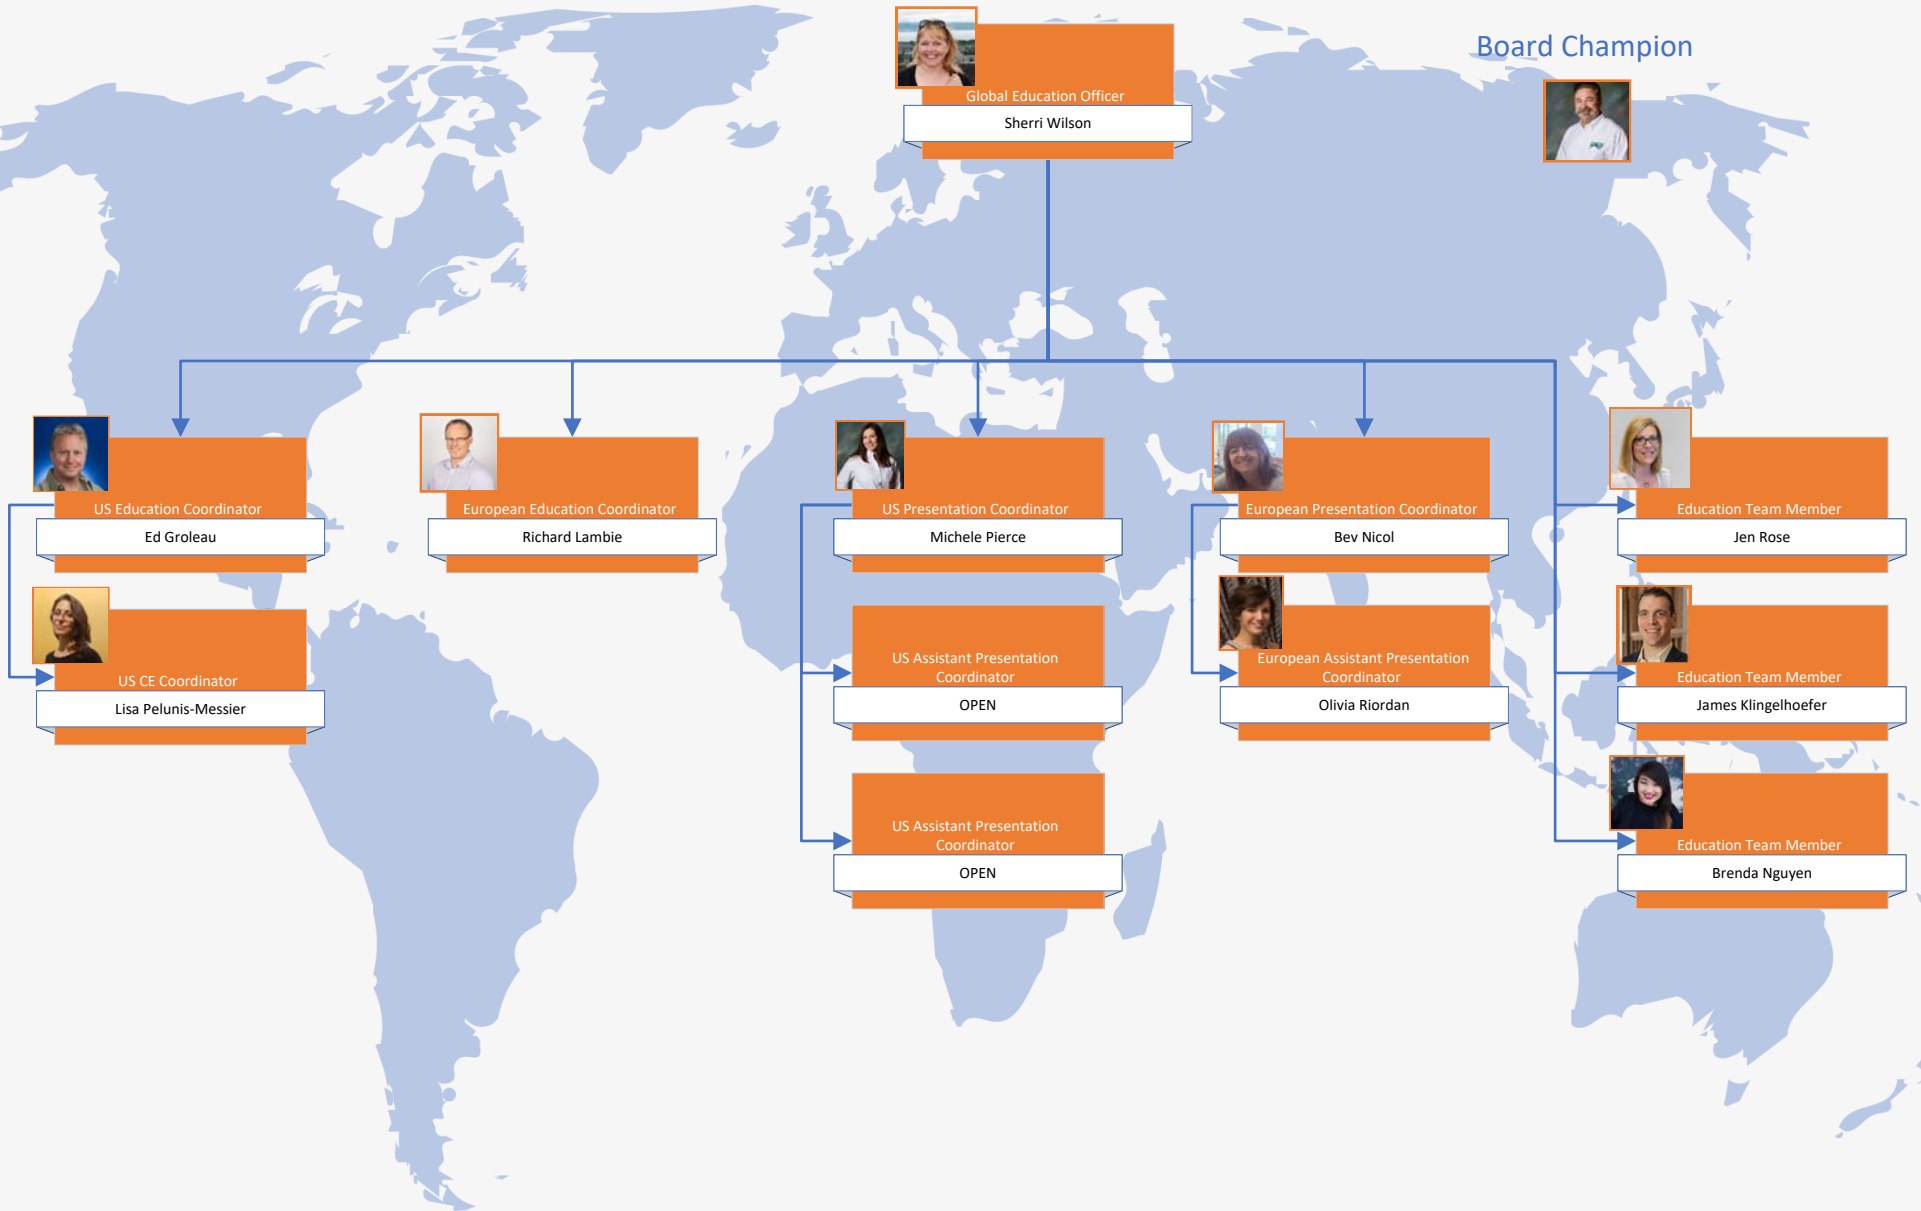 Board Champion
Global Education Officer
Sherri Wilson
US Education Coordinator
Ed Groleau
European Education Coordinator
Richard Lambie
US Presentation Coordinator
Michele Pierce
European Presentation Coordinator
Bev Nicol
Education Team Member
Jen Rose
US CE Coordinator
Lisa Pelunis-Messier
US Assistant Presentation
Coordinator
OPEN
European Assistant Presentation
Coordinator
Olivia Riordan
Education Team Member
James Klingelhoefer
US Assistant Presentation
Coordinator
OPEN
Education Team Member
Brenda Nguyen